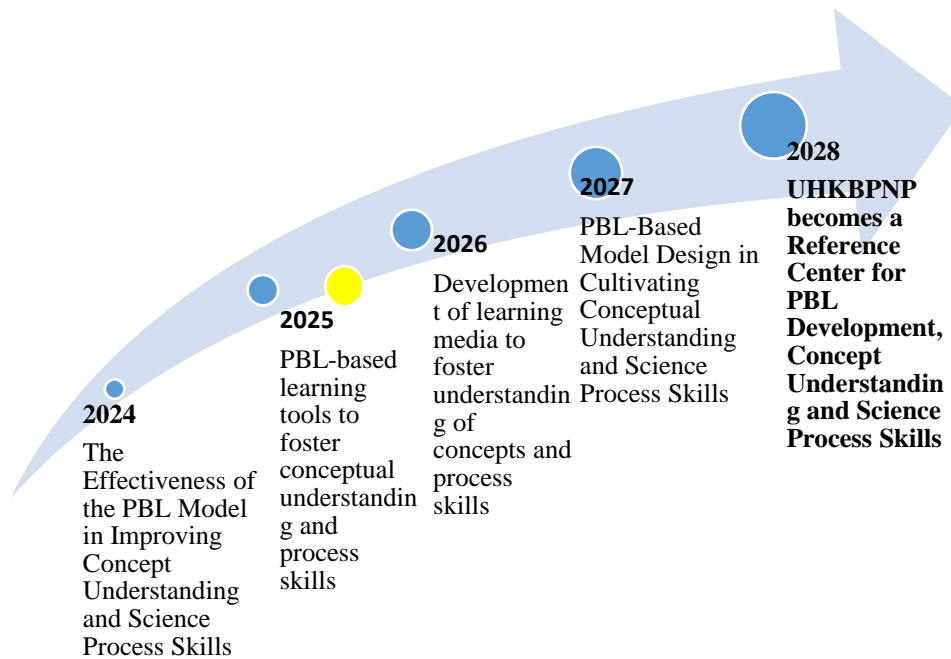 2024
The
Effectiveness of
the PBL Model
in Improving
Concept
Understanding
and Science
Process Skills
2025
PBL-based
learning
tools to
foster
conceptual
understandin
g and
process
skills
2026
Developmen
t of learning
media to
foster
understandin
g of
concepts and
process
skills
2027
PBL-Based
Model Design in
Cultivating
Conceptual
Understanding
and Science
Process Skills
2028
UHKBPNP
becomes a
Reference
Center for
PBL
Development,
Concept
Understandin
g and Science
Process Skills